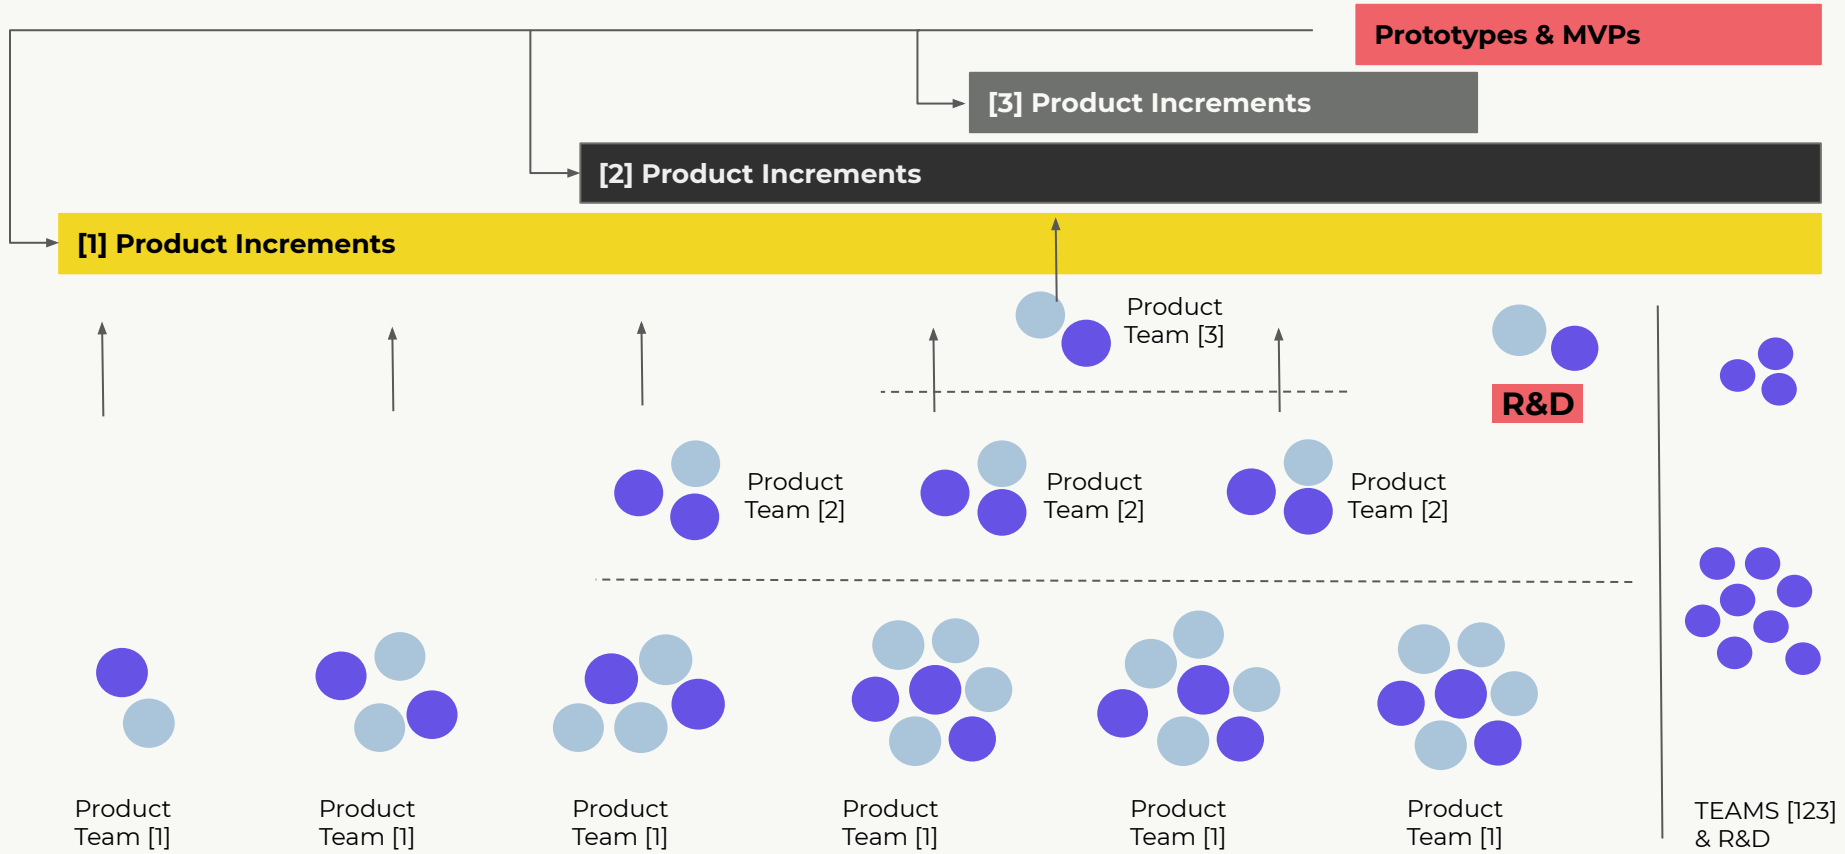 Prototypes & MVPs
[3] Product Increments
[2] Product Increments
[1] Product Increments
Product
Team [3]
R&D
Product
Team [2]
Product
Team [2]
Product
Team [2]
Product
Team [1]
Product
Team [1]
Product
Team [1]
Product
Team [1]
Product
Team [1]
Product
Team [1]
TEAMS [123]
& R&D